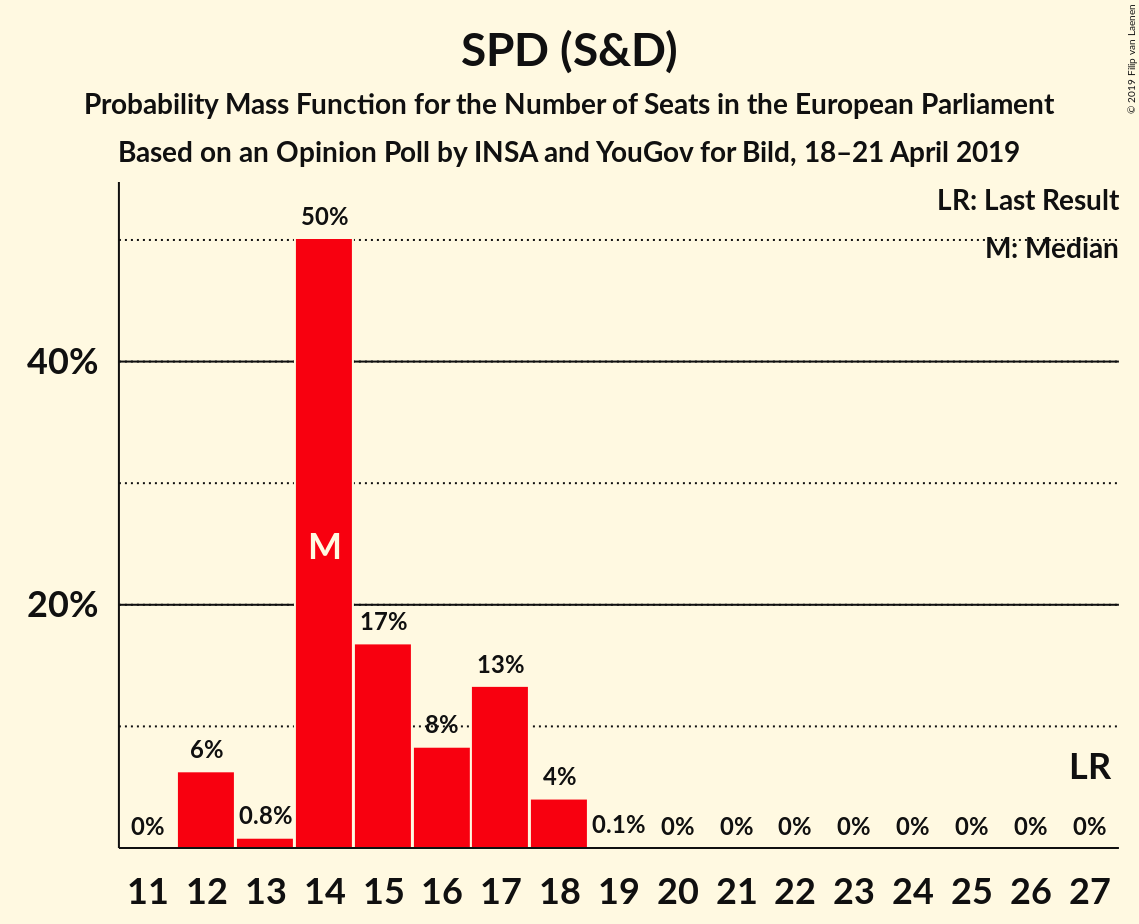 SPD (S&D)
Probability Mass Function for the Number of Seats in the European Parliament
Based on an Opinion Poll by INSA and YouGov for Bild, 18–21 April 2019
© 2019 Filip van Laenen
LR: Last Result
M: Median
50%
40%
M
20%
17%
13%
8%
6%
4%
LR
0%
0.8%
0.1%
0%
0%
0%
0%
0%
0%
0%
0%
11 12 13 14 15 16 17 18 19 20 21 22 23 24 25 26 27